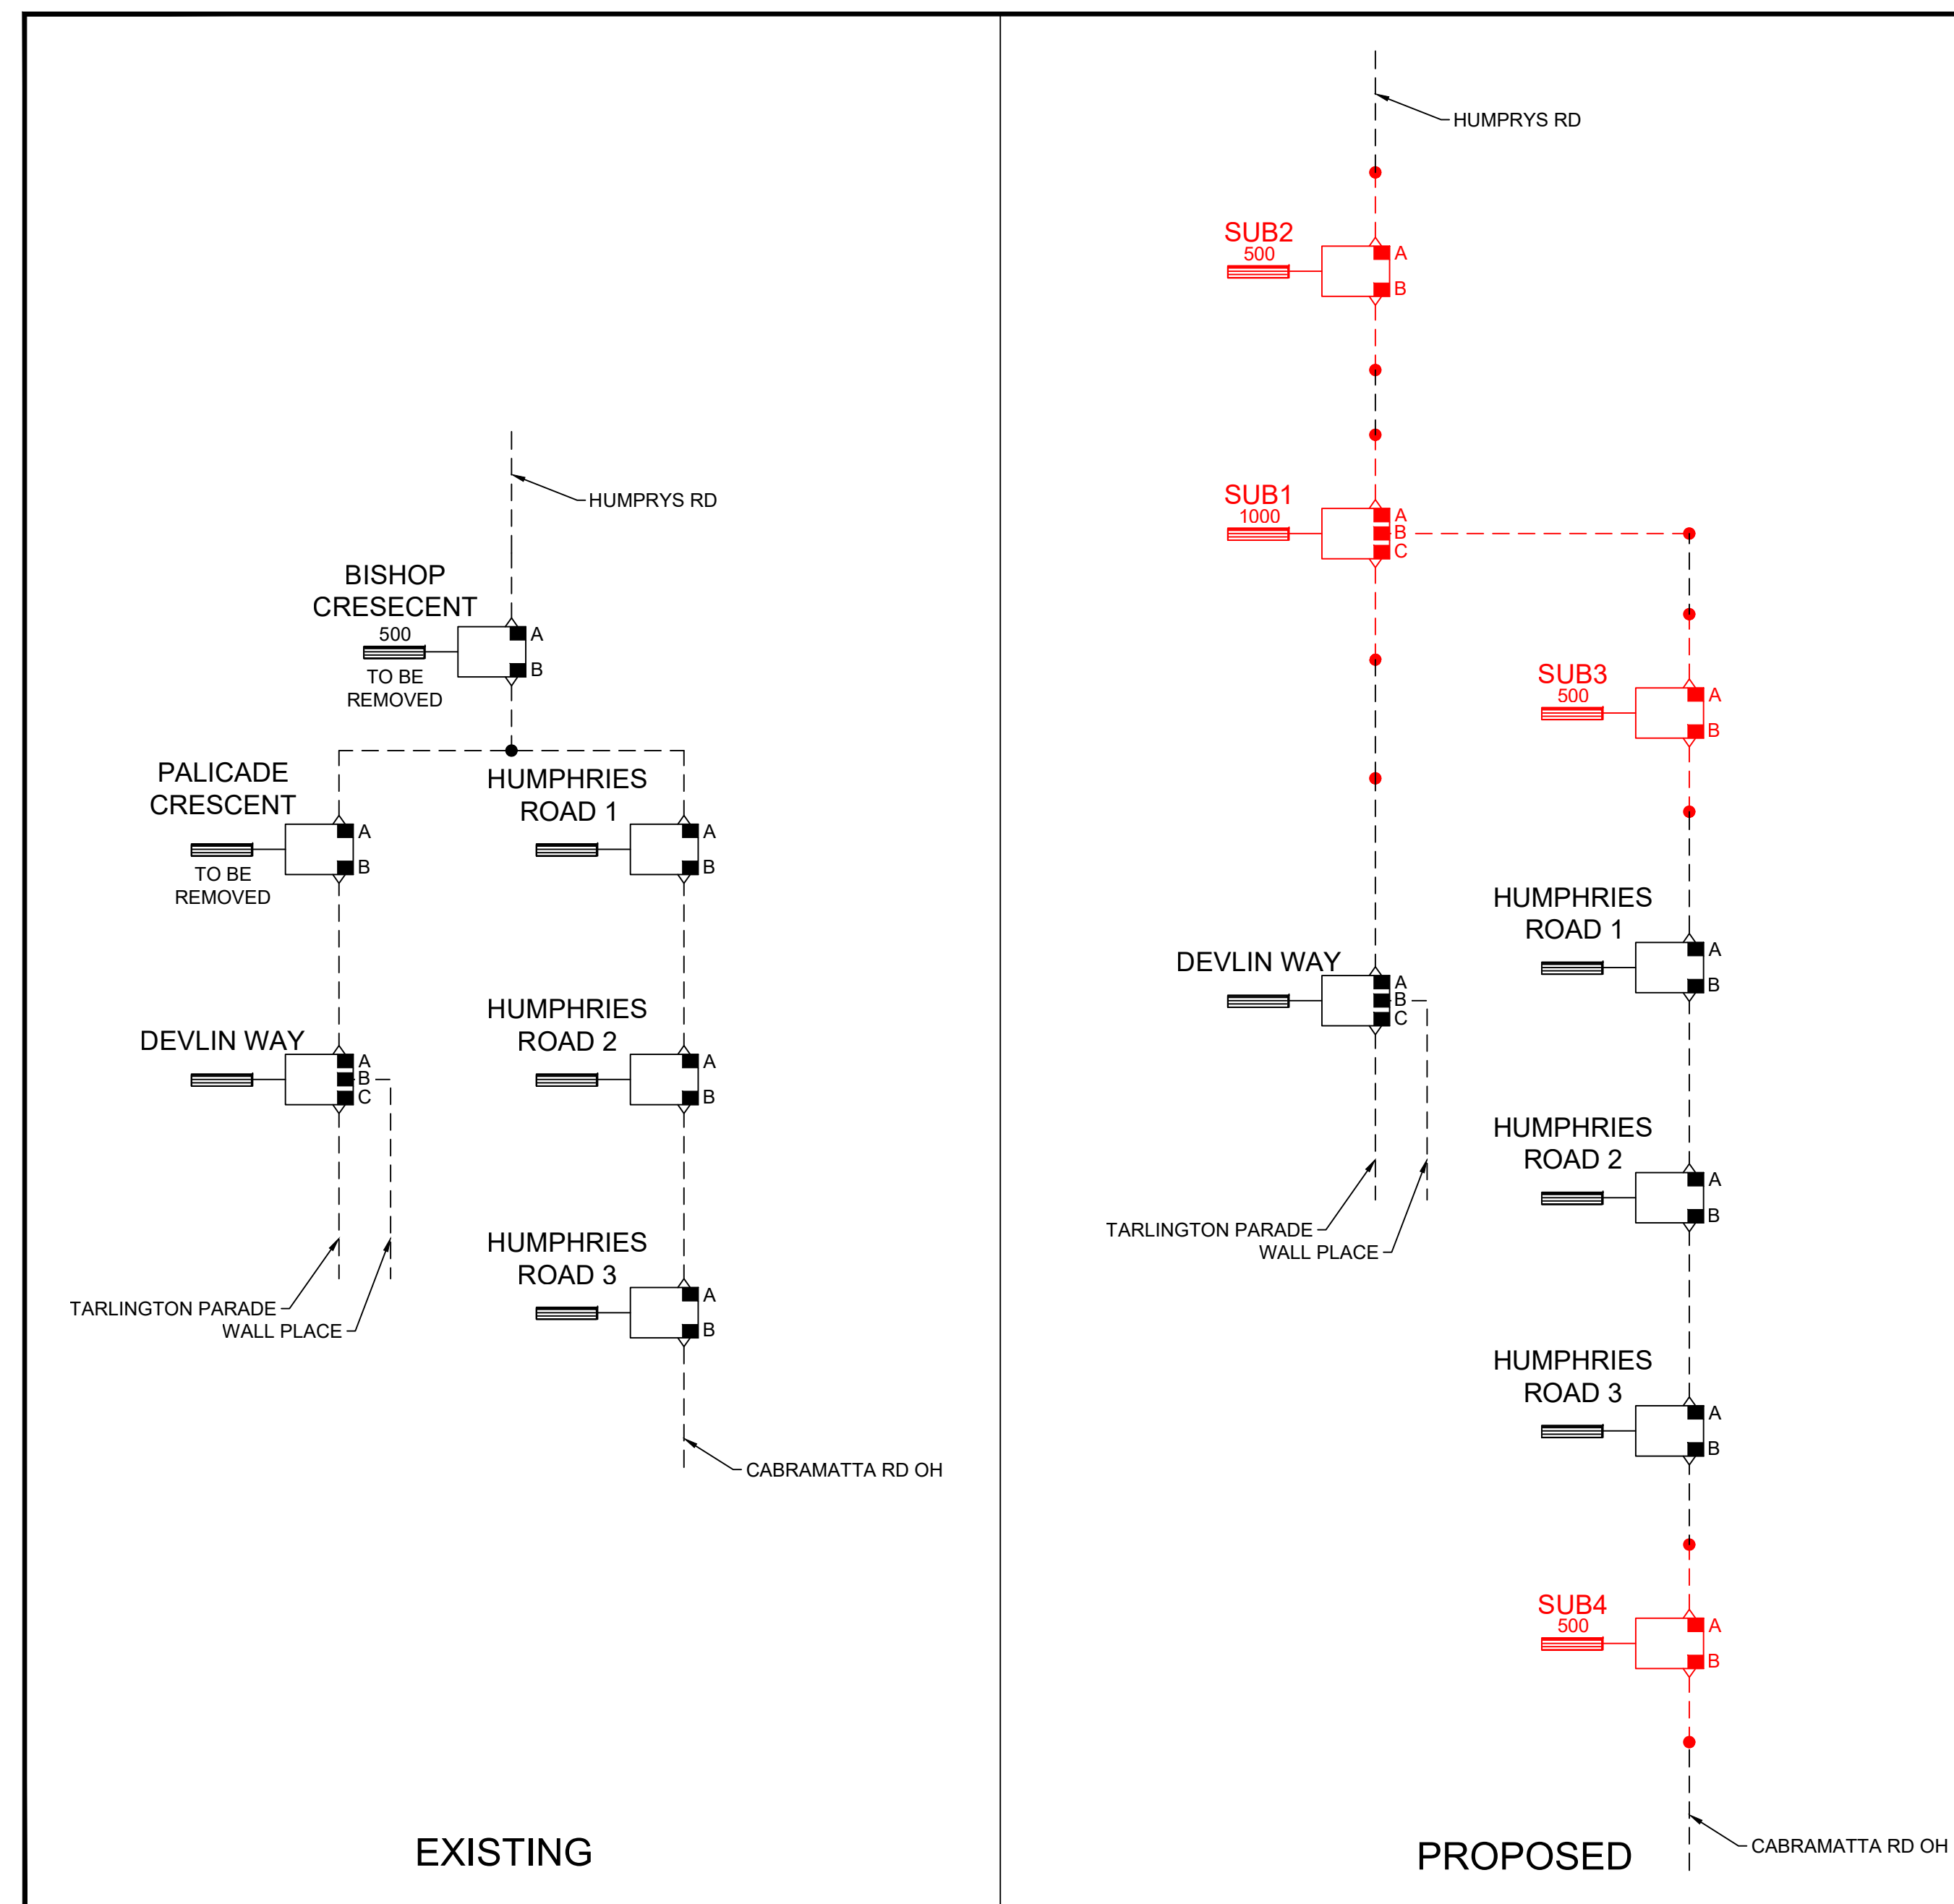 HUMPRYS RD
BISHOP
CRESECENT
500
A
B
TO BE
REMOVED
PALICADE
CRESCENT
A
B
TO BE
REMOVED
HUMPHRIES
ROAD 1
A
B
DEVLIN WAY
A
B
C
HUMPHRIES
ROAD 2
A
B
TARLINGTON PARADE
WALL PLACE
HUMPHRIES
ROAD 3
A
B
CABRAMATTA RD OH
EXISTING
HUMPRYS RD
SUB2
500
A
B
SUB1
1000
A
B
C
SUB3
500
A
B
DEVLIN WAY
A
B
C
HUMPHRIES
ROAD 1
A
B
TARLINGTON PARADE
WALL PLACE
HUMPHRIES
ROAD 2
A
B
HUMPHRIES
ROAD 3
A
B
SUB4
500
A
B
CABRAMATTA RD OH
PROPOSED